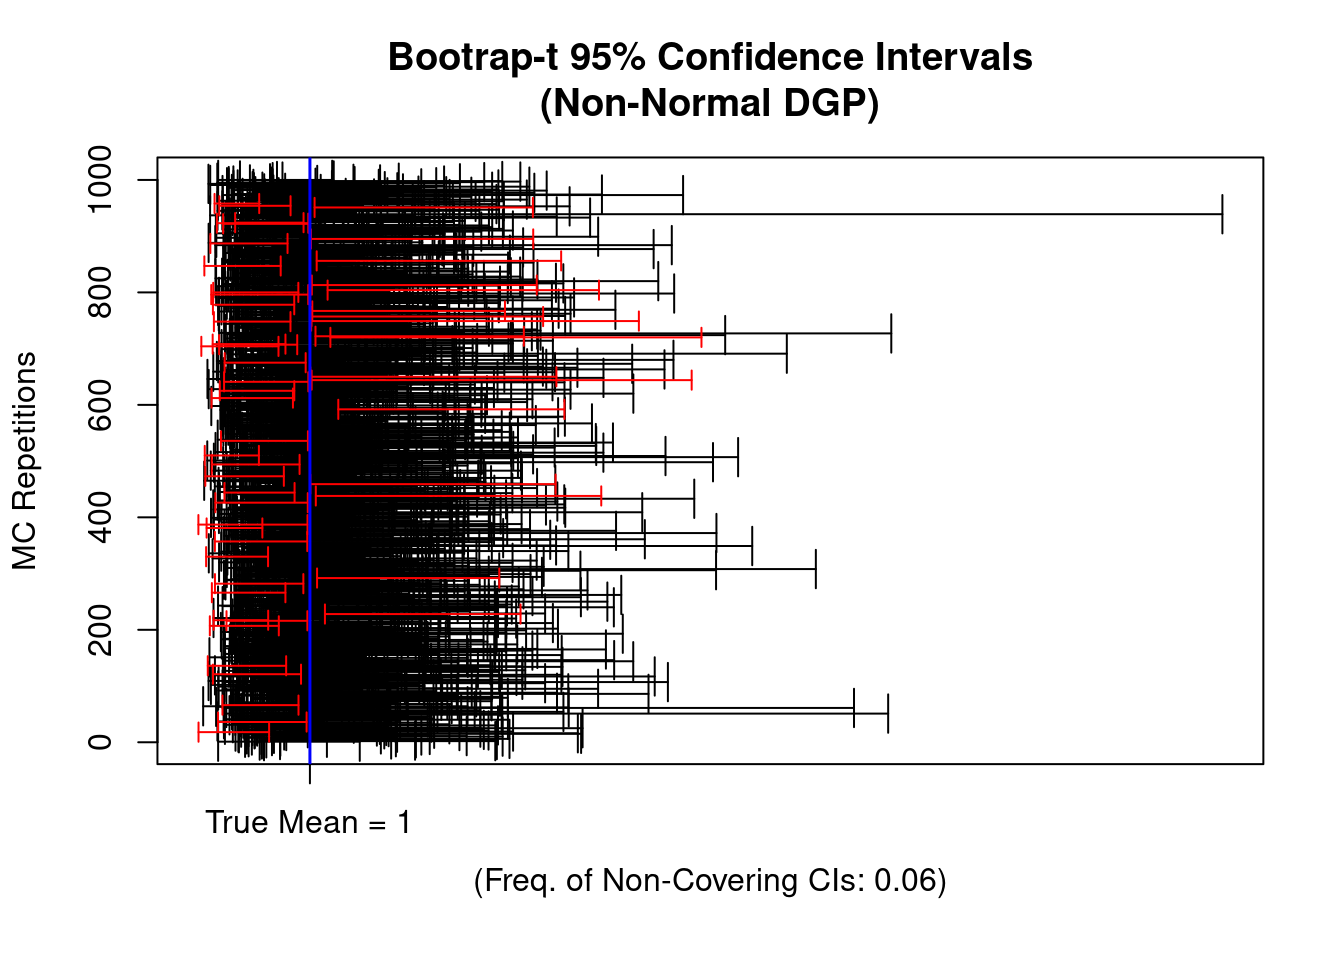 Bootrap-t 95% Confidence Intervals
(Non-Normal DGP)
MC Repetitions
1000
800
600
400
200
0
True Mean = 1
(Freq. of Non-Covering CIs: 0.06)